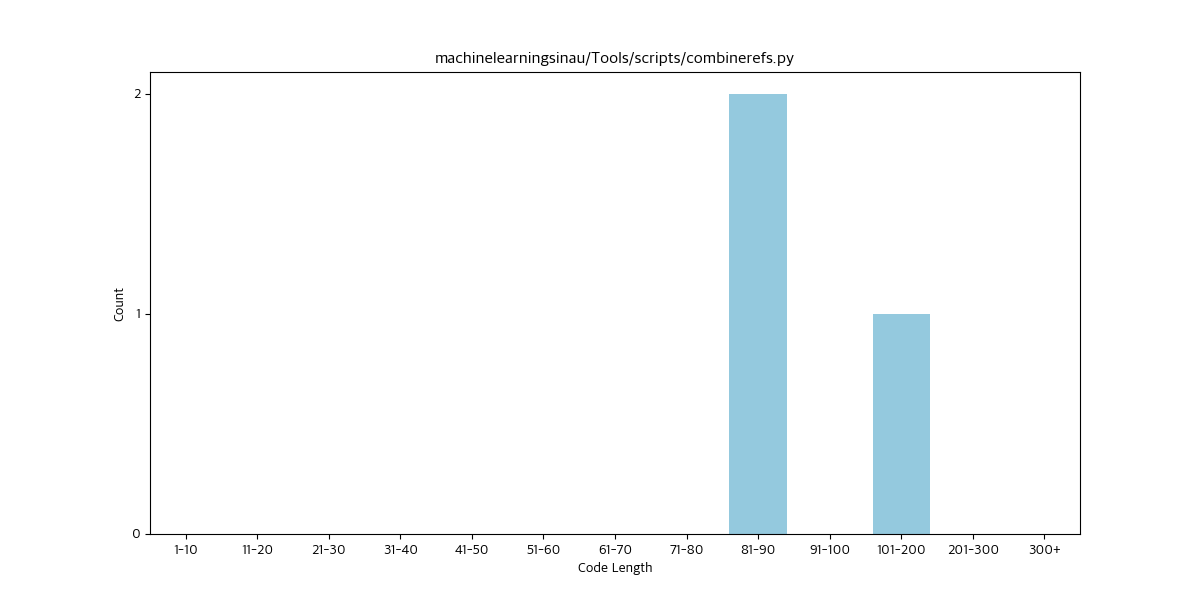 machinelearningsinau/Tools/scripts/combinerefs.py
2
1
0
Count
1-10 11-20 21-30 31-40 41-50 51-60 61-70 71-80 81-90 91-100 101-200 201-300 300+
Code Length